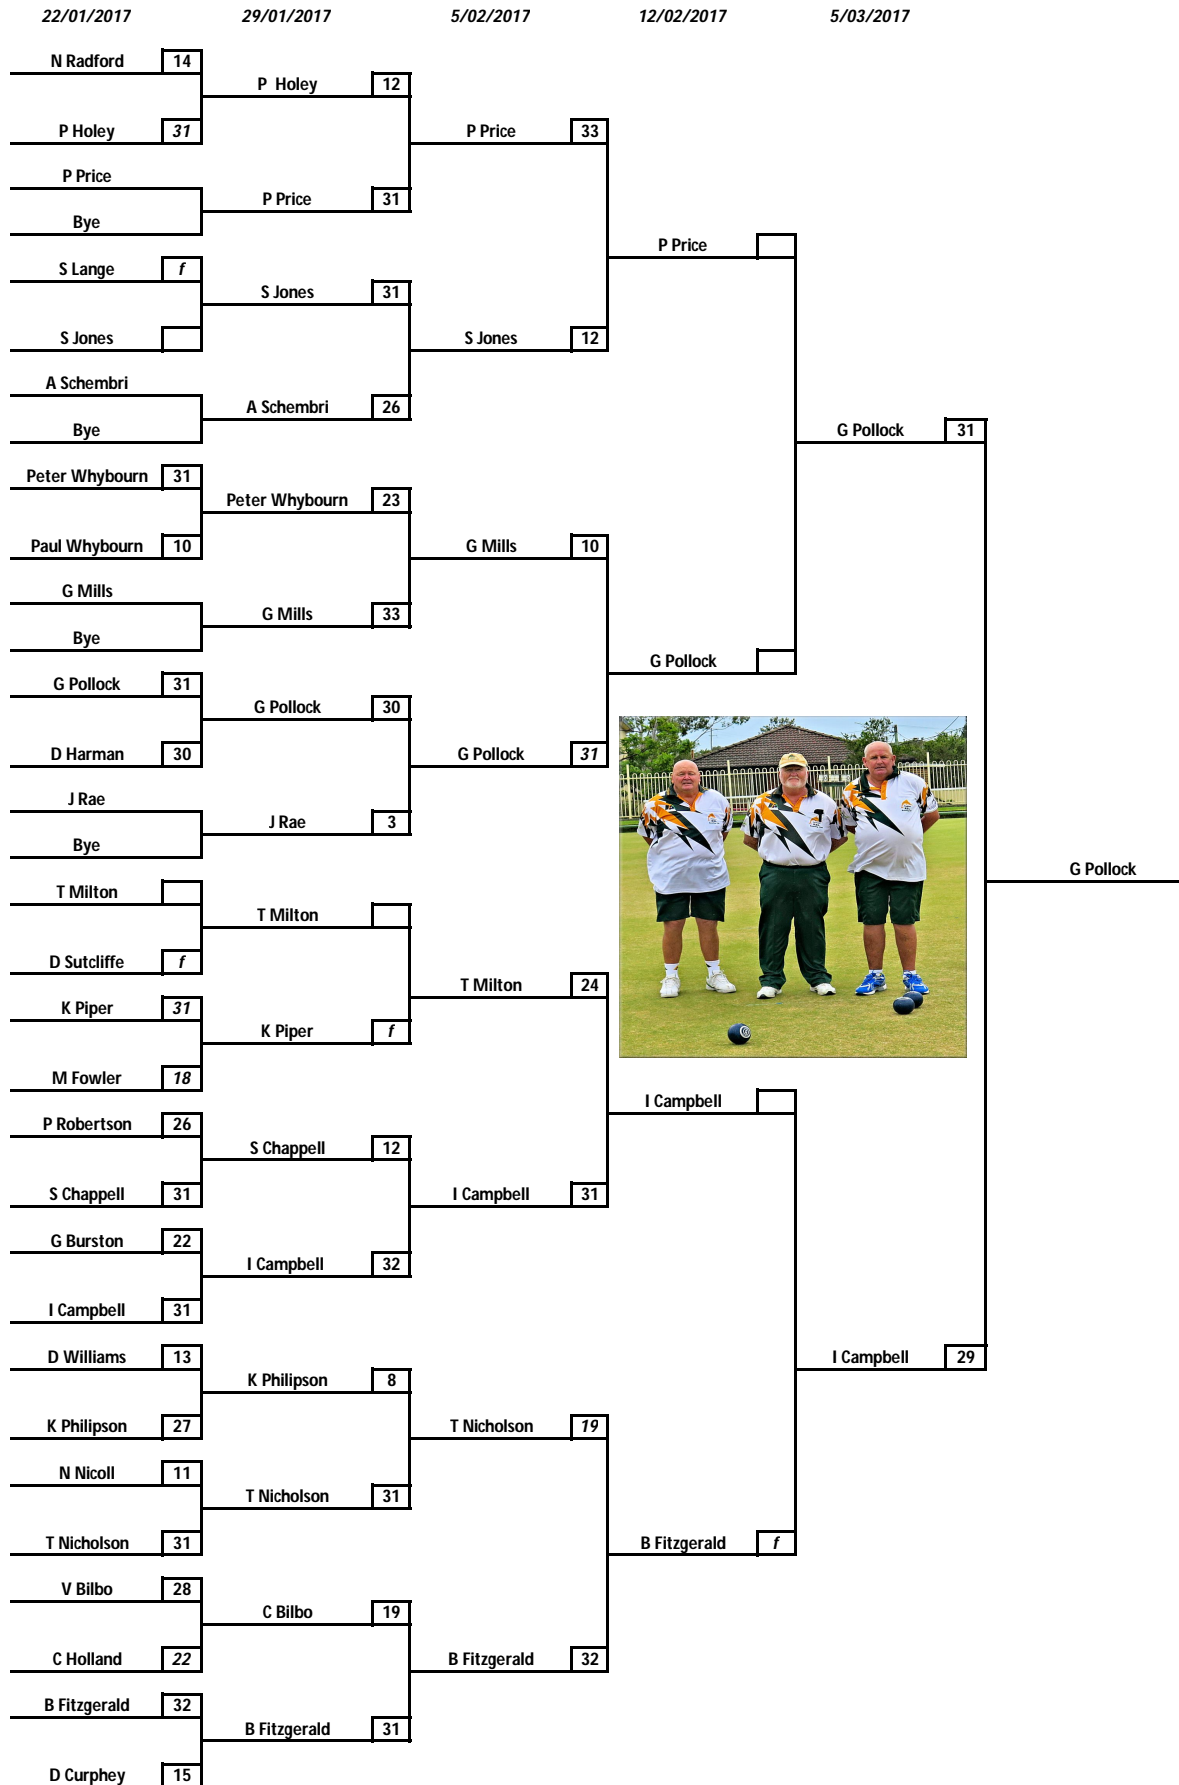 22/01/2017 29/01/2017 5/02/2017 12/02/2017 5/03/2017
N Radford 14
P Holey 12
P Holey 31
P Price 33
P Price
P Price 31
Bye
P Price
S Lange f
S Jones 31
S Jones
S Jones 12
A Schembri
A Schembri 26
Bye
G Pollock 31
Peter Whybourn 31
Peter Whybourn 23
Paul Whybourn 10
G Mills 10
G Mills
G Mills 33
Bye
G Pollock
G Pollock 31
G Pollock 30
D Harman 30
G Pollock 31
J Rae
J Rae 3
Bye
G Pollock
T Milton
T Milton
D Sutcliffe f
T Milton 24
K Piper 31
K Piper f
M Fowler 18
I Campbell
P Robertson 26
S Chappell 12
S Chappell 31
I Campbell 31
G Burston 22
I Campbell 32
I Campbell 31
D Williams 13
I Campbell 29
K Philipson 8
K Philipson 27
T Nicholson 19
N Nicoll 11
T Nicholson 31
T Nicholson 31
B Fitzgerald f
V Bilbo 28
C Bilbo 19
C Holland 22
B Fitzgerald 32
B Fitzgerald 32
B Fitzgerald 31
D Curphey 15